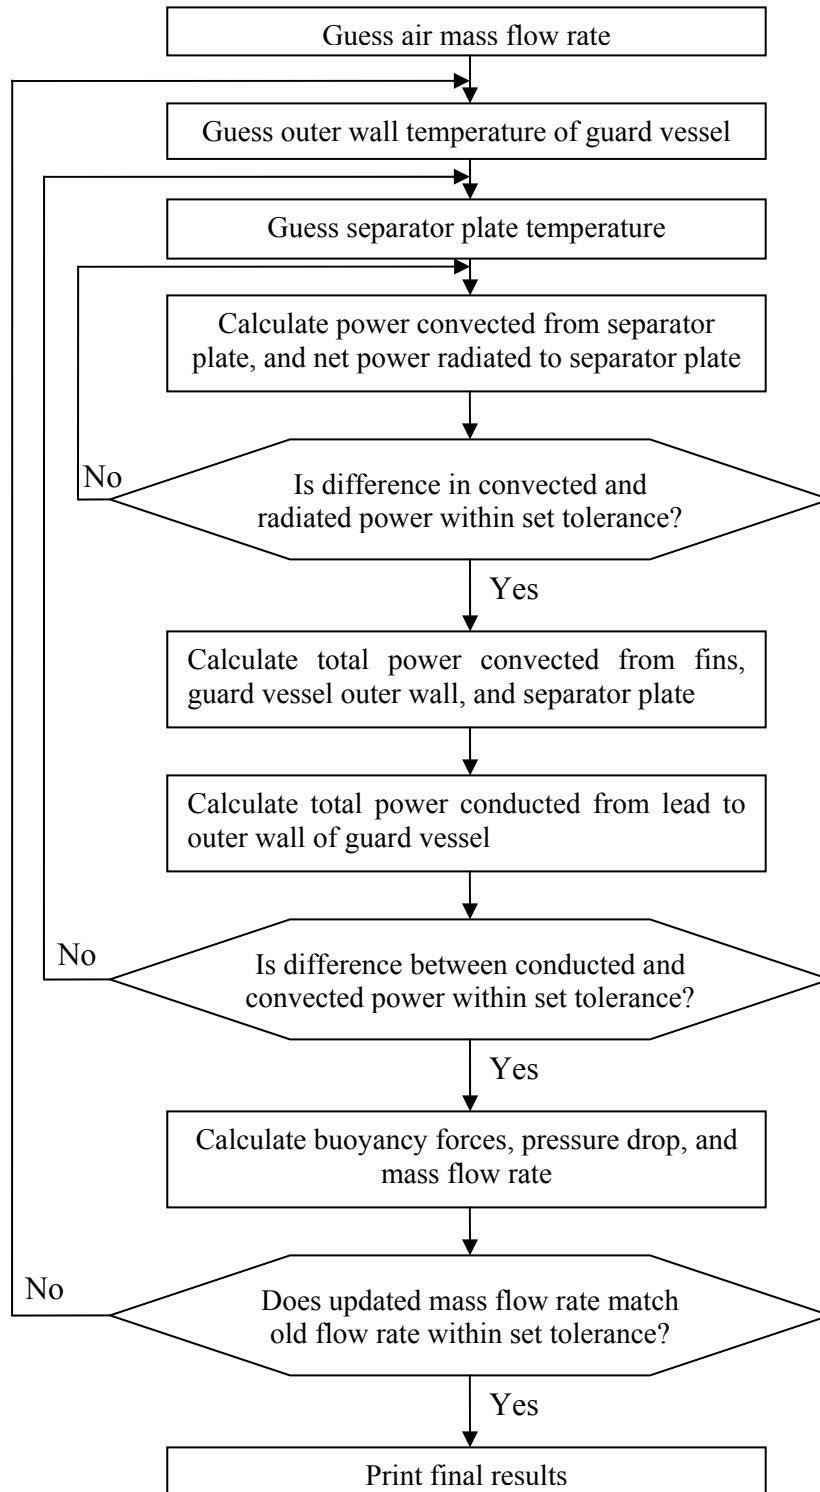 Guess air mass flow rate
Guess outer wall temperature of guard vessel
Guess separator plate temperature
Calculate power convected from separator
plate, and net power radiated to separator plate
No
Is difference in convected and
radiated power within set tolerance?
Yes
Calculate total power convected from fins,
guard vessel outer wall, and separator plate
Calculate total power conducted from lead to
outer wall of guard vessel
No
Is difference between conducted and
convected power within set tolerance?
Yes
Calculate buoyancy forces, pressure drop, and
mass flow rate
No
Does updated mass flow rate match
old flow rate within set tolerance?
Yes
Print final results